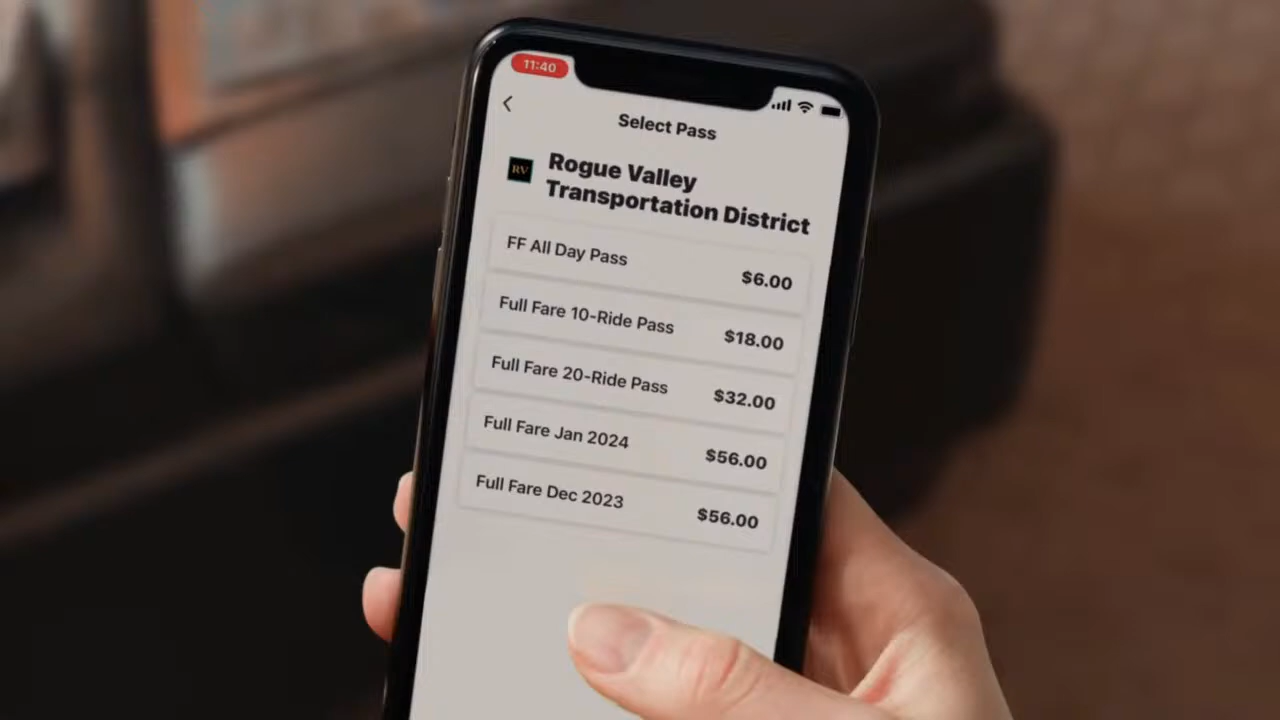 11:40
Select Pass
RV
Rogue Valley
Transportation District
FF All Day Pass $6.00
Full Fare 10-Ride Pass $18.00
Full Fare 20-Ride Pass $32.00
Full Fare Jan 2024 $56.00
Full Fare Dec 2023 $56.00